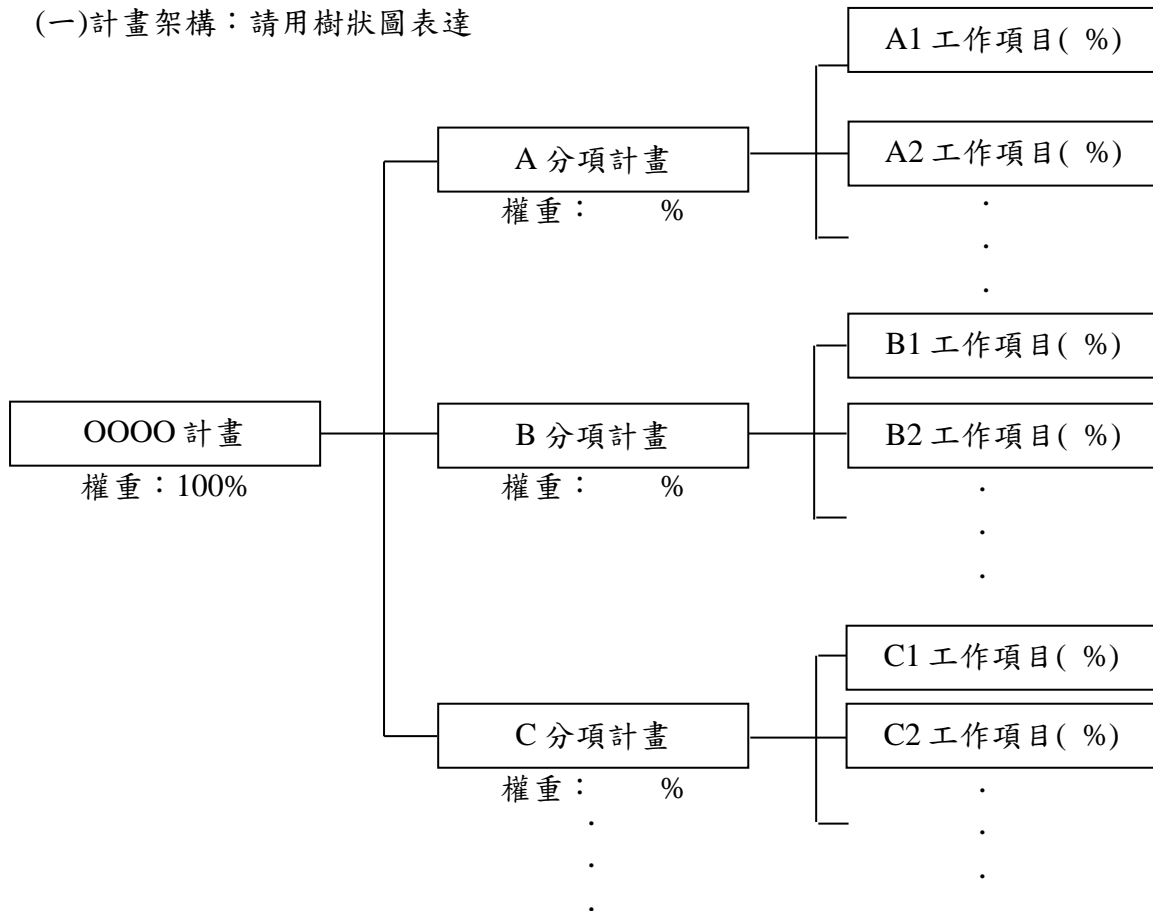 (一)計畫架構：請用樹狀圖表達
A1 工作項目( %)
A 分項計畫
權重： %
A2 工作項目( %)
.
.
.
B1 工作項目( %)
OOOO 計畫
權重：100%
B 分項計畫
權重： %
B2 工作項目( %)
.
.
.
C1 工作項目( %)
C 分項計畫
權重： %
C2 工作項目( %)
.
.
.
.
.
.